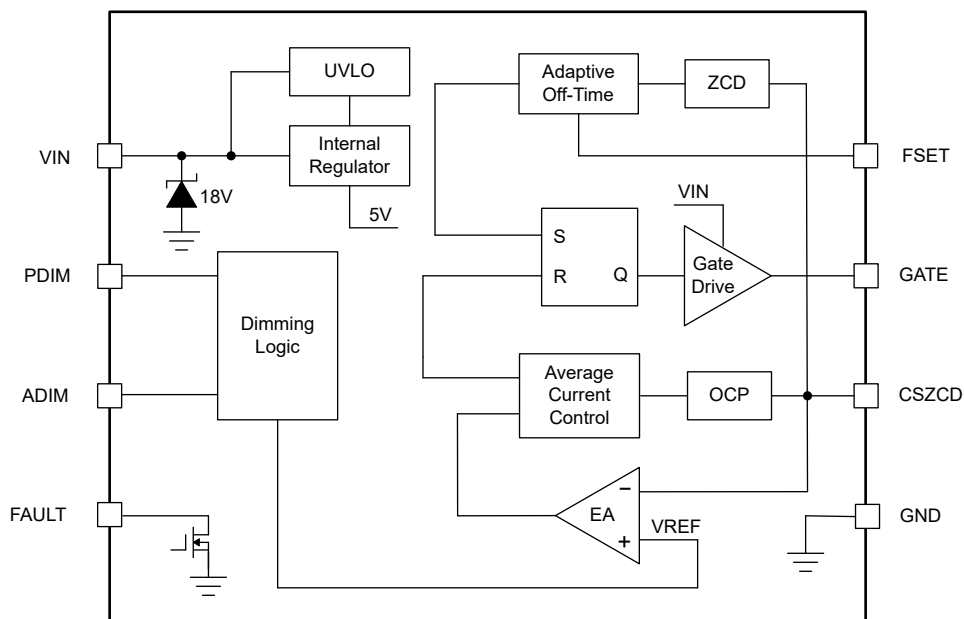 UVLO
Adaptive
Off-Time
ZCD
VIN
Internal
Regulator
FSET
18V
5V
VIN
S
R
Q
Gate
Drive
PDIM
GATE
Dimming
Logic
Average
Current
Control
OCP
ADIM
CSZCD
FAULT
−
EA
+
VREF
GND